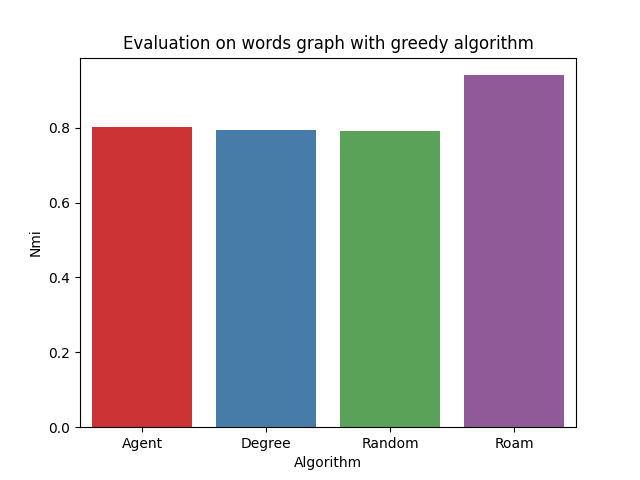 Evaluation on words graph with greedy algorithm
Nmi
0.8
0.6
0.4
0.2
0.0
Agent Degree Random Roam
Algorithm